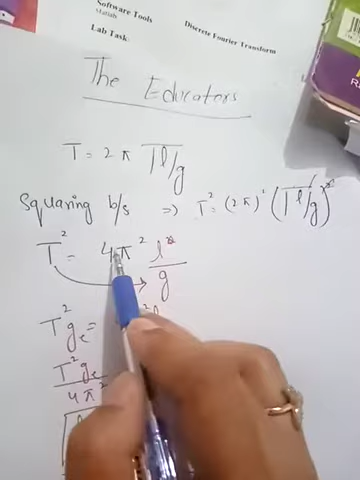 Software Tools
Matlab
Discrete Fourier Transform
Lab Task
The Educators
T = 2π √l/g
Squaring b/s ⇒ T² = (2π)² (√l/g)²
T² = 4π² l/g
T²g =
T²g
4π²